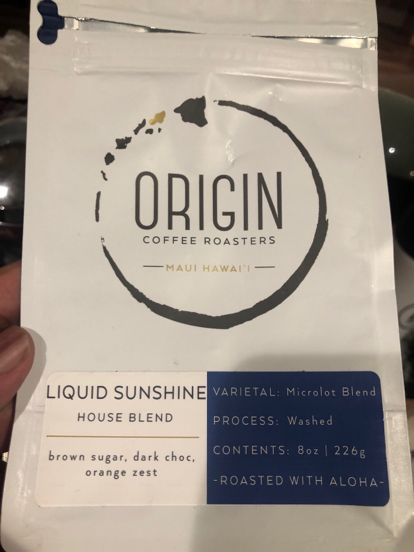 ORIGIN
COFFEE ROASTERS
MAUI HAWAI'I
LIQUID SUNSHINE
HOUSE BLEND
brown sugar, dark choc,
orange zest
VARIETAL: Microlot Blend
PROCESS: Washed
CONTENTS: 8oz | 226g
-ROASTED WITH ALOHA-